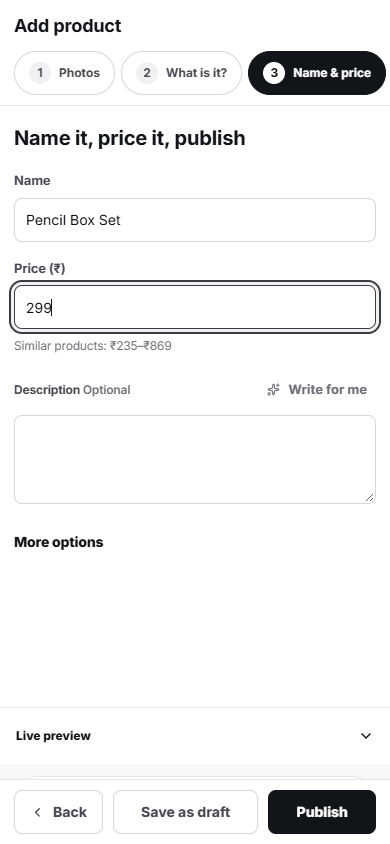 Add product
1 Photos 2 What is it? 3 Name & price
Name it, price it, publish
Name
Pencil Box Set
Price (₹)
299
Similar products: ₹235–₹869
Description Optional Write for me
More options
Live preview
Back Save as draft Publish